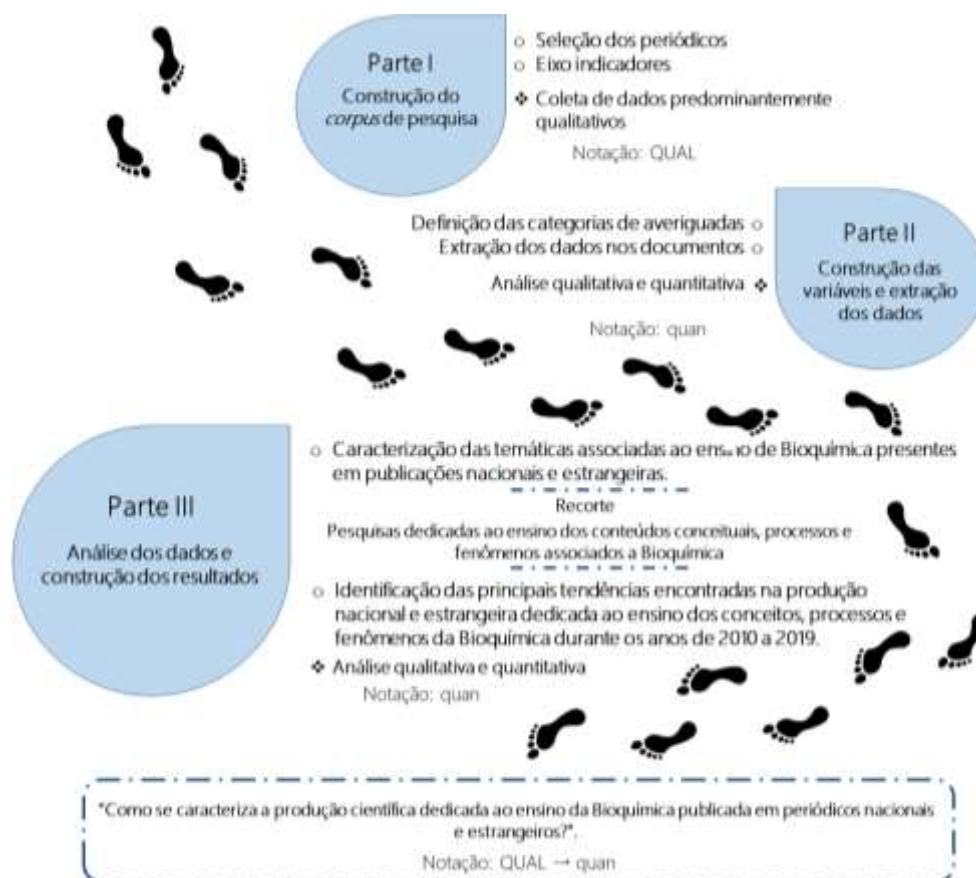 Parte I
Construção do
corpus de pesquisa
o Seleção dos periódicos
o Eixo indicadores
❖ Coleta de dados predominantemente
qualitativos
Notação: QUAL
Definição das categorias de averiguadas o
Extração dos dados nos documentos o
Análise qualitativa e quantitativa ❖
Notação: quan
Parte II
Construção das
variáveis e extração
dos dados
Parte III
Análise dos dados e
construção dos resultados
o Caracterização das temáticas associadas ao de Bioquímica presentes
em publicações nacionais e estrangeiras.
Recorte
Pesquisas dedicadas ao ensino dos conteúdos conceituais, processos e
fenômenos associados a Bioquímica
o Identificação das principais tendências encontradas na produção
nacional e estrangeira dedicada ao ensino dos conceitos, processos e
fenômenos da Bioquímica durante os anos de 2010 a 2019.
❖ Análise qualitativa e quantitativa
Notação: quan
"Como se caracteriza a produção científica dedicada ao ensino da Bioquímica publicada em periódicos nacionais
e estrangeiros?".
Notação: QUAL → quan